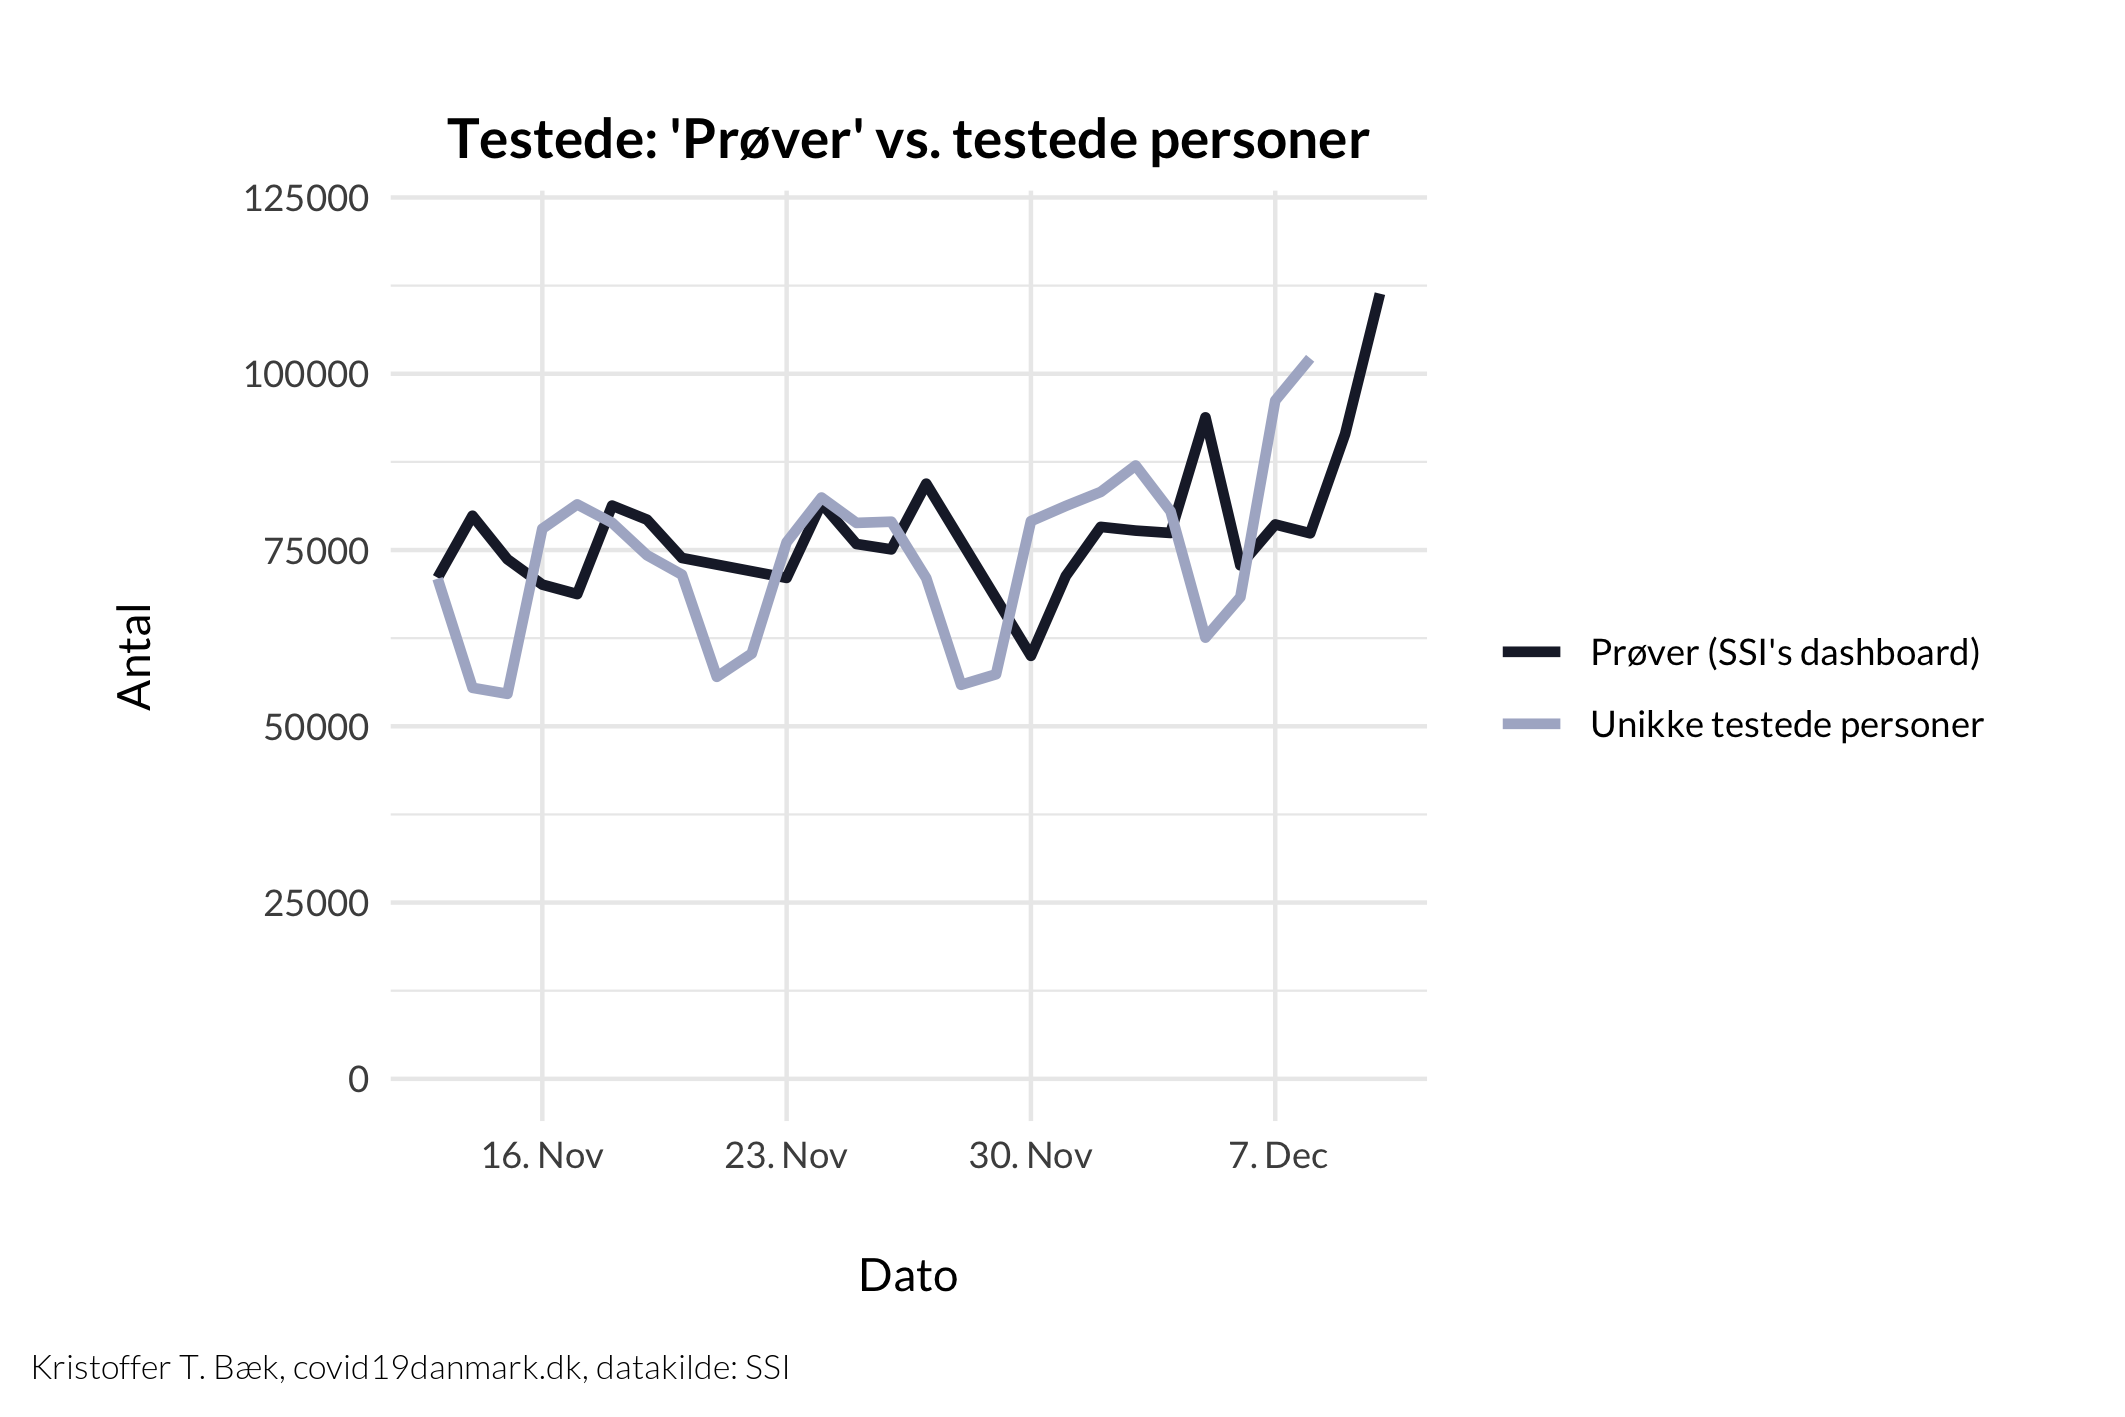 Testede: 'Prøver' vs. testede personer
125000
100000
75000
50000
25000
0
Antal
16. Nov
23. Nov
30. Nov
7. Dec
Dato
Prøver (SSI's dashboard)
Unikke testede personer
Kristoffer T. Bæk, covid19danmark.dk, datakilde: SSI